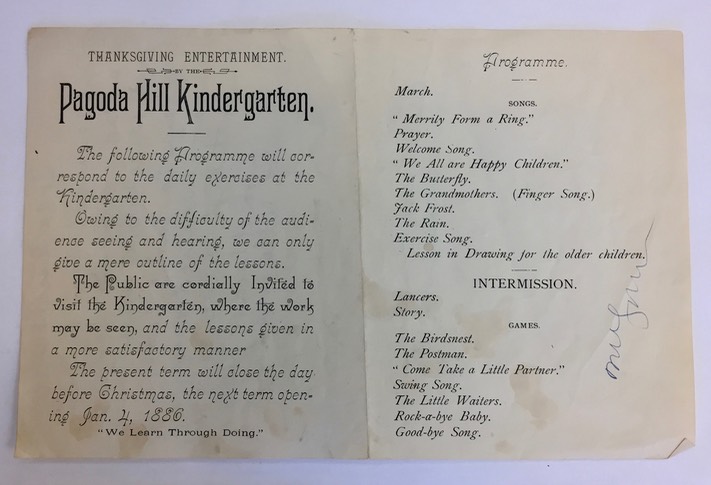 THANKSGIVING ENTERTAINMENT.
BY THE
Pagoda Hill Kindergarten.
The following Programme will cor-
respond to the daily exercises at the
Kindergarten.
Owing to the difficulty of the audi-
ence seeing and hearing, we can only
give a mere outline of the lessons.
The Public are cordially Invited to
visit the Kindergarten, where the work
may be seen, and the lessons given in
a more satisfactory manner
The present term will close the day
before Christmas, the next term open-
ing Jan. 4, 1886.
"We Learn Through Doing."
Programme.
March.
SONGS.
"Merrily Form a Ring."
Prayer.
Welcome Song.
"We All are Happy Children."
The Butterfly.
The Grandmothers. (Finger Song.)
Jack Frost.
The Rain.
Exercise Song.
Lesson in Drawing for the older children.
INTERMISSION.
Lancers.
Story.
GAMES.
The Birdsnest.
The Postman.
"Come Take a Little Partner."
Swing Song.
The Little Waiters.
Rock-a-bye Baby.
Good-bye Song.